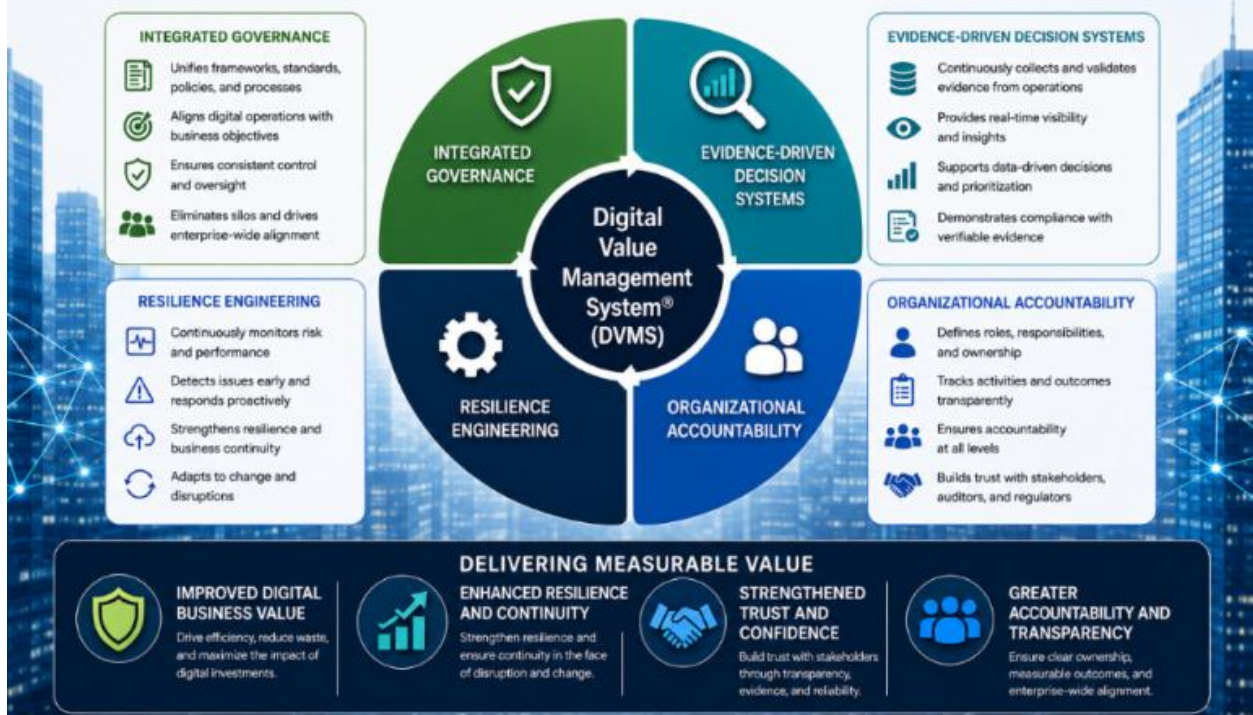 INTEGRATED GOVERNANCE
Unifies frameworks, standards,
policies, and processes
Aligns digital operations with
business objectives
Ensures consistent control
and oversight
Eliminates silos and drives
enterprise-wide alignment
INTEGRATED
GOVERNANCE
EVIDENCE-DRIVEN
DECISION
SYSTEMS
EVIDENCE-DRIVEN DECISION SYSTEMS
Continuously collects and validates
evidence from operations
Provides real-time visibility
and insights
Supports data-driven decisions
and prioritization
Demonstrates compliance with
verifiable evidence
Digital
Value
Management
System®
(DVMS)
RESILIENCE ENGINEERING
Continuously monitors risk
and performance
Detects issues early and
responds proactively
Strengthens resilience and
business continuity
Adapts to change and
disruptions
RESILIENCE
ENGINEERING
ORGANIZATIONAL
ACCOUNTABILITY
ORGANIZATIONAL ACCOUNTABILITY
Defines roles, responsibilities,
and ownership
Tracks activities and outcomes
transparently
Ensures accountability
at all levels
Builds trust with stakeholders,
auditors, and regulators
DELIVERING MEASURABLE VALUE
IMPROVED DIGITAL
BUSINESS VALUE
Drive efficiency, reduce waste,
and maximize the impact of
digital investments.
ENHANCED RESILIENCE
AND CONTINUITY
Strengthen resilience and
ensure continuity in the face
of disruption and change.
STRENGTHENED
TRUST AND
CONFIDENCE
Build trust with stakeholders
through transparency,
evidence, and reliability.
GREATER
ACCOUNTABILITY AND
TRANSPARENCY
Ensure clear ownership,
measurable outcomes, and
enterprise-wide alignment.